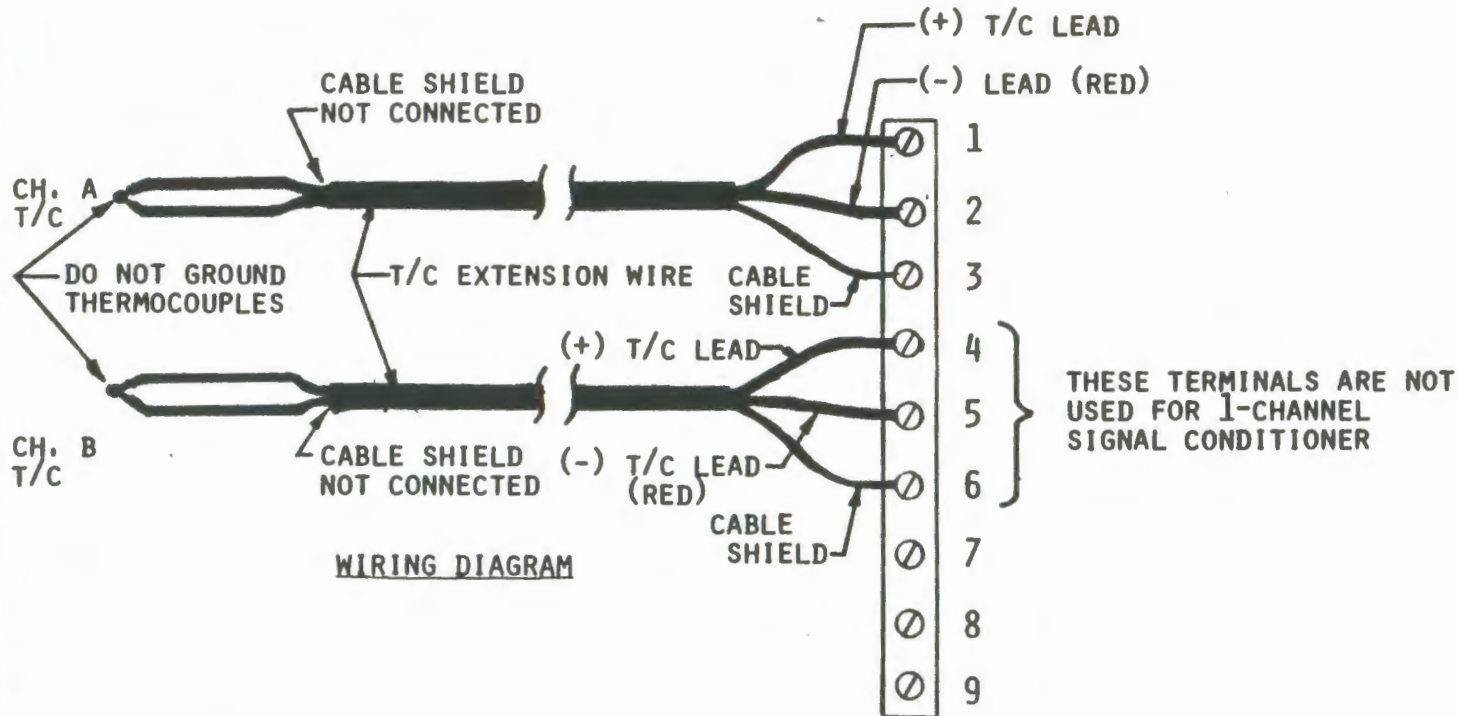 (+) T/C LEAD
(-) LEAD (RED)
CABLE SHIELD
NOT CONNECTED
1
CH. A
T/C
2
DO NOT GROUND
THERMOCOUPLES
T/C EXTENSION WIRE
CABLE
SHIELD
3
(+) T/C LEAD
4
THESE TERMINALS ARE NOT
USED FOR 1-CHANNEL
SIGNAL CONDITIONER
5
CH. B
T/C
CABLE SHIELD
NOT CONNECTED
(-) T/C LEAD
(RED)
6
CABLE
SHIELD
7
WIRING DIAGRAM
8
9